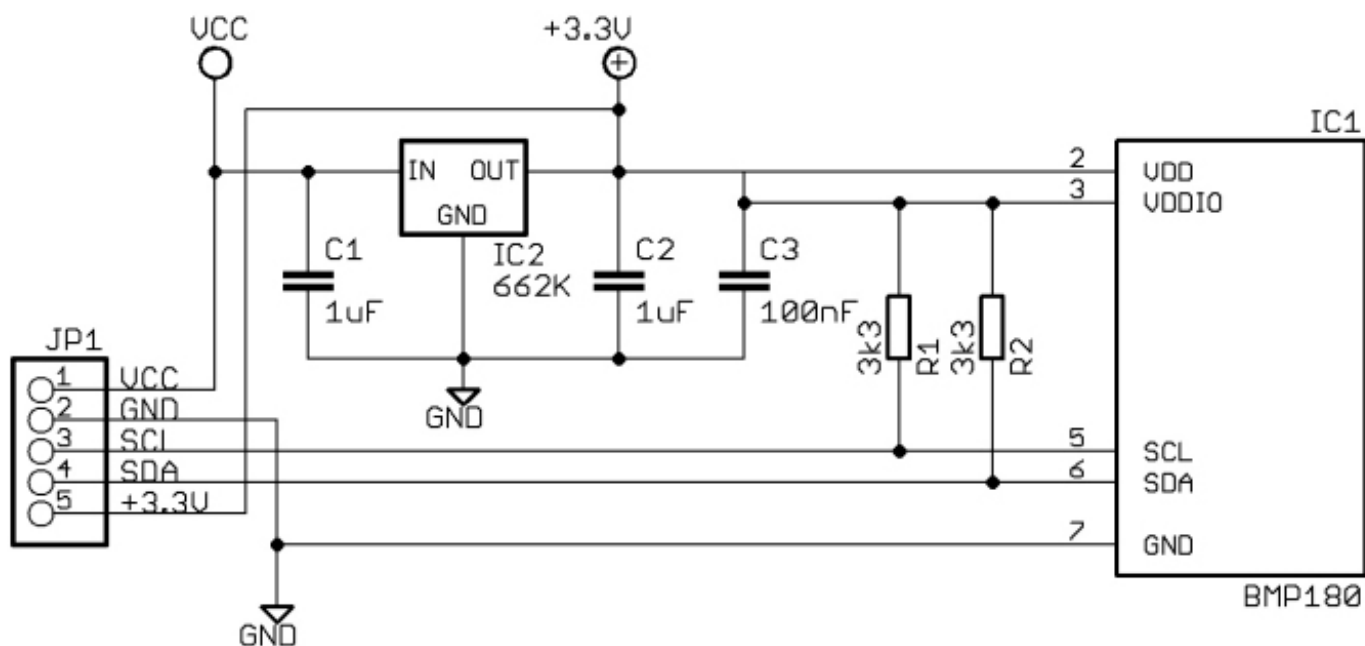 VCC
+3.3V
IC1
2
VDD
3
VDDIO
IN OUT
GND
IC2
662K
C1
1uF
C2
1uF
C3
100nF
3k3
R1
3k3
R2
GND
JP1
1 VCC
2 GND
3 SCL
4 SDA
5 +3.3V
5
SCL
6
SDA
7
GND
BMP180
GND